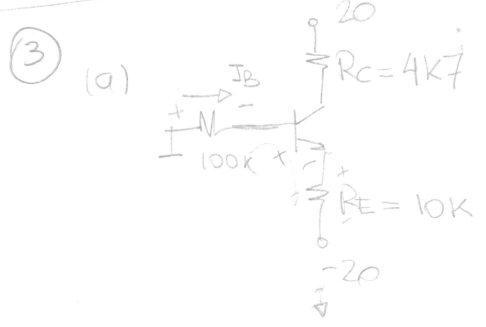 3
20
(a)
IB
RC = 4K7
+ -
100K + -
+
RE = 10K
-20